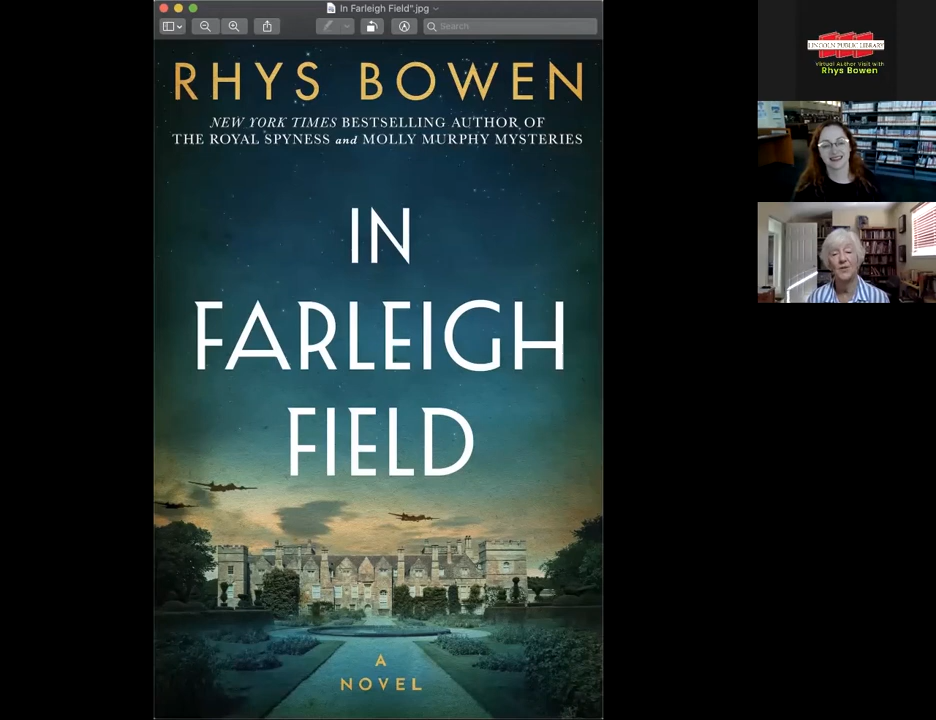 In Farleigh Field".jpg
Search
RHYS BOWEN
NEW YORK TIMES BESTSELLING AUTHOR OF
THE ROYAL SPYNESS and MOLLY MURPHY MYSTERIES
IN
FARLEIGH
FIELD
A
NOVEL
LINCOLN PUBLIC LIBRARY
Virtual Author Visit with
Rhys Bowen